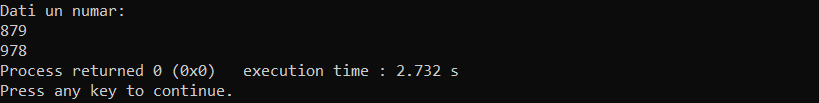 Dati un numar:
879
978
Process returned 0 (0x0)   execution time : 2.732 s
Press any key to continue.